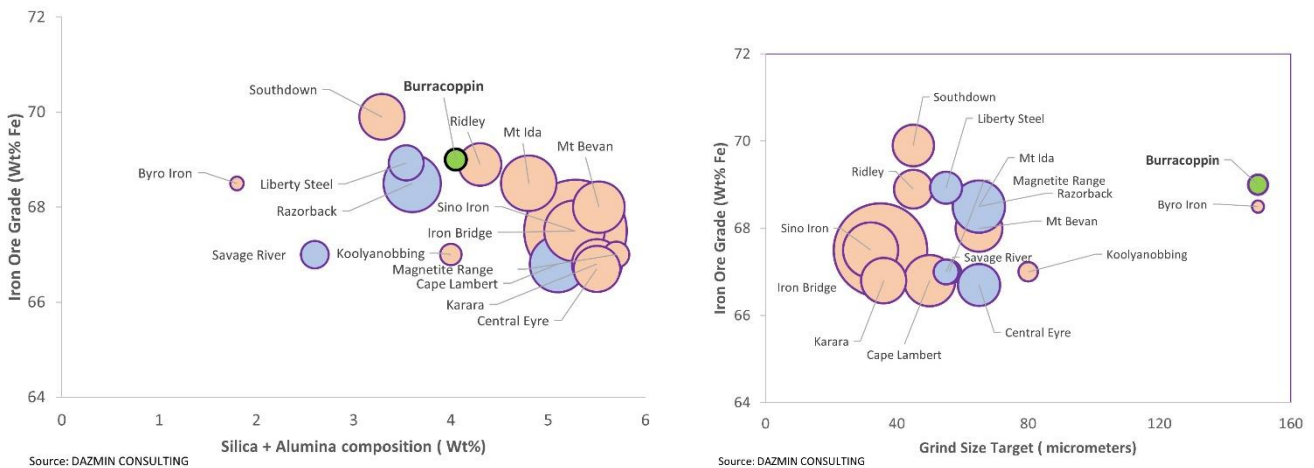 72
70
68
66
64
Iron Ore Grade (Wt% Fe)
Southdown
Burracoppin
Ridley
Mt Ida
Mt Bevan
Byro Iron
Liberty Steel
Razorback
Sino Iron
Iron Bridge
Savage River
Koolyanobbing
Magnetite Range
Cape Lambert
Karara
Central Eyre
0 1 2 3 4 5 6
Silica + Alumina composition ( Wt%)
Source: DAZMIN CONSULTING
72
70
68
66
64
Iron Ore Grade (Wt% Fe)
Southdown
Liberty Steel
Mt Ida
Ridley
Magnetite Range
Razorback
Burracoppin
Byro Iron
Mt Bevan
Sino Iron
Savage River
Koolyanobbing
Iron Bridge
Central Eyre
Karara
Cape Lambert
0 40 80 120 160
Grind Size Target ( micrometers)
Source: DAZMIN CONSULTING